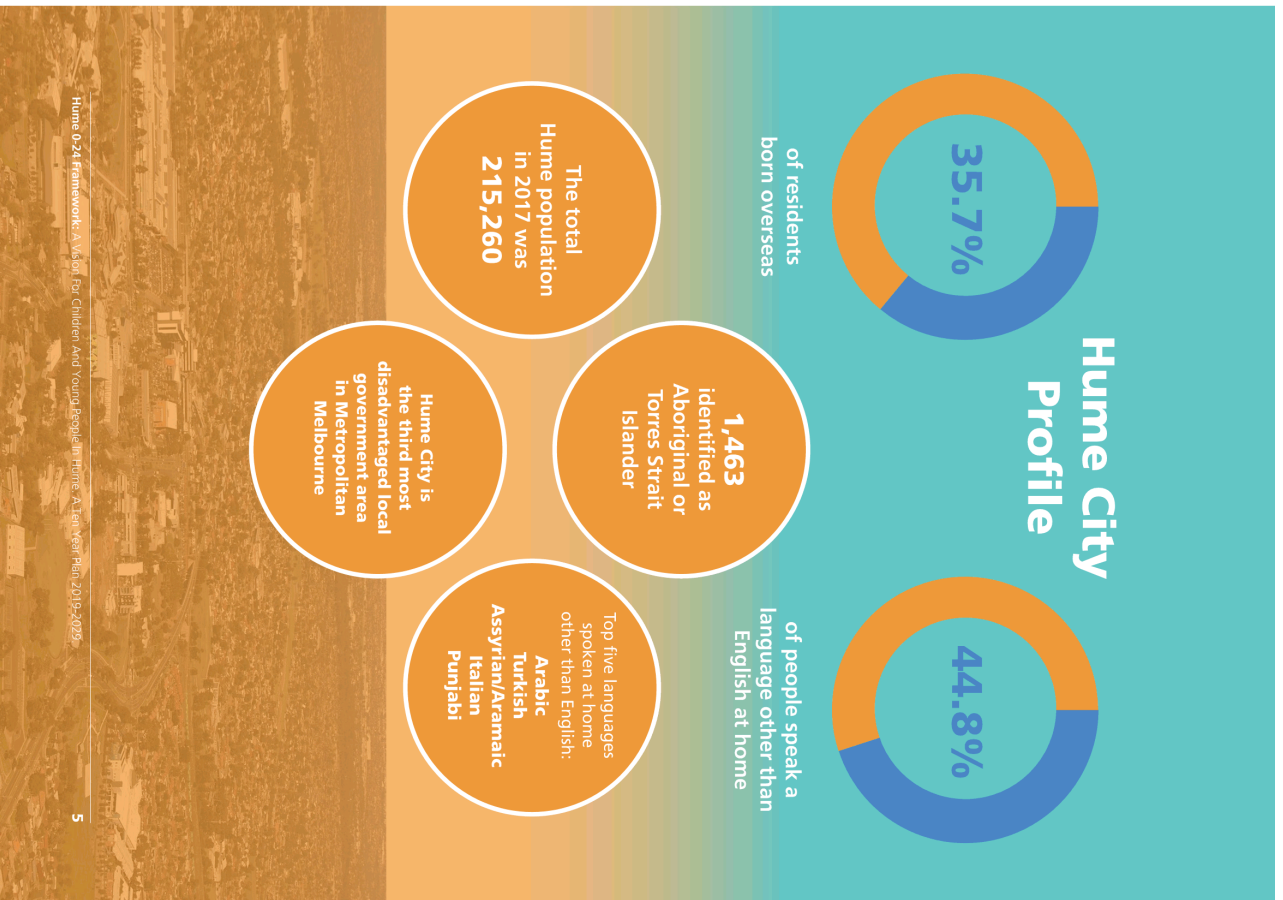 Hume City
Profile
35.7%
of residents
born overseas
44.8%
of people speak a
language other than
English at home
1,463
identified as
Aboriginal or
Torres Strait
Islander
The total
Hume population
in 2017 was
215,260
Top five languages
spoken at home
other than English:
Arabic
Turkish
Assyrian/Aramaic
Italian
Punjabi
Hume City is
the third most
disadvantaged local
government area
in Metropolitan
Melbourne
Hume 0-24 Framework: A Vision For Children And Young People In Hume. A Ten Year Plan 2019-2029 5